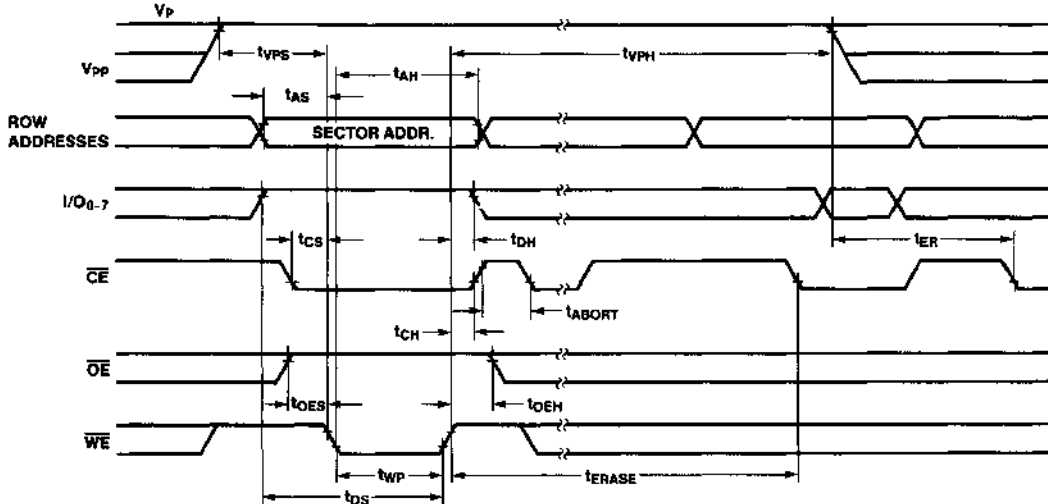 VP
tVPS
tVPH
VPP
tAH
tAS
ROW
ADDRESSES
SECTOR ADDR.
I/O0–7
tCS
tDH
tER
CE
tABORT
tCH
OE
tOES
tOEH
WE
tWP
tERASE
tDS